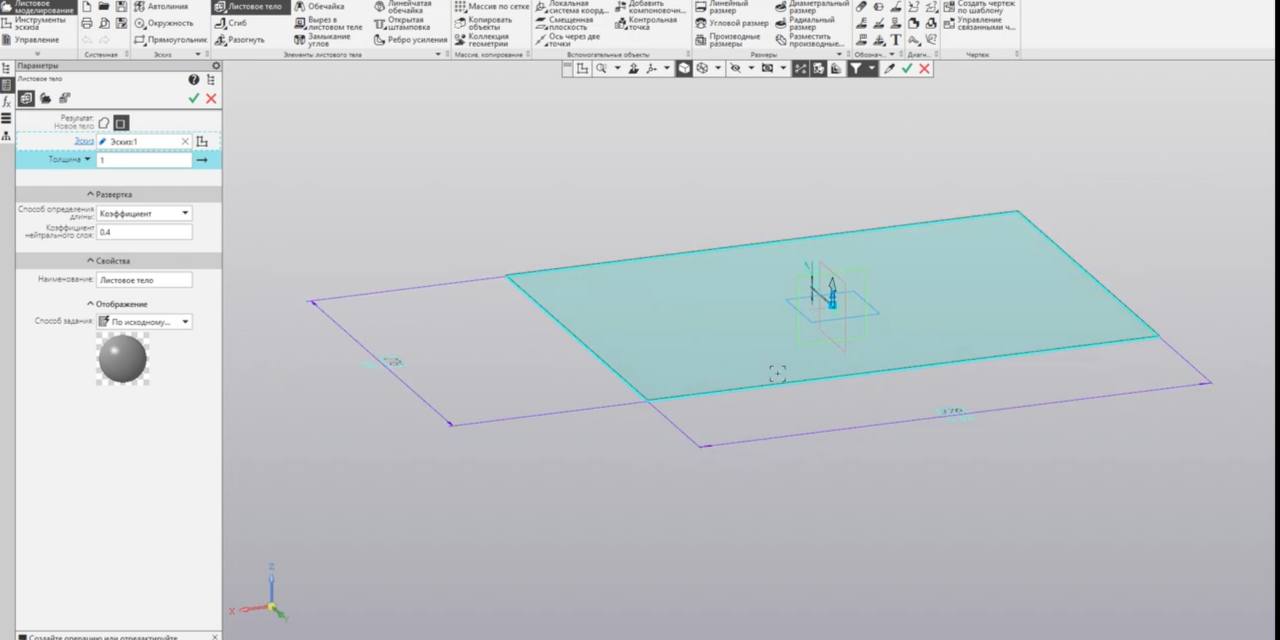 Листовое моделирование
Инструменты эскиза
Управление
Автолиния
Окружность
Прямоугольник
Листовое тело
Сгиб
Разогнуть
Обечайка
Вырез в листовом теле
Замыкание углов
Линейчатая обечайка
Открытая штамповка
Ребро усиления
Массив по сетке
Копировать объекты
Коллекция геометрии
Локальная система коорд...
Смещенная плоскость
Ось через две точки
Добавить компоновочн...
Контрольная точка
Линейный размер
Угловой размер
Производные размеры
Диаметральный размер
Радиальный размер
Разместить производные...
Создать чертеж по шаблону
Управление связанными ч...
Системная
Эскиз
Элементы листового тела
Массив, копирование
Вспомогательные объекты
Размеры
Обознач...
Диагн...
Чертеж
Параметры
Листовое тело
Результат:
Новое тело
Эскиз
Эскиз:1
Толщина
1
Развертка
Способ определения длины:
Коэффициент
Коэффициент нейтрального слоя:
0.4
Свойства
Наименование:
Листовое тело
Отображение
Способ задания:
По исходному...
X
Y
Z
Создайте операцию или отредактируйте